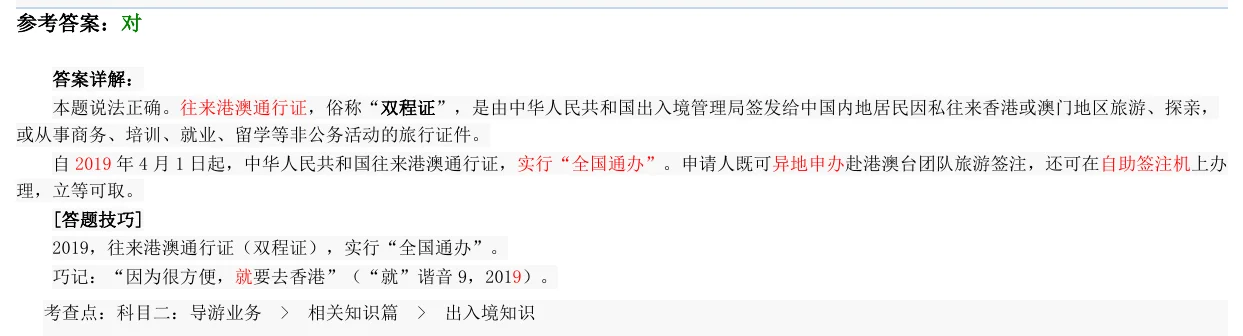 参考答案：对
答案详解：
本题说法正确。往来港澳通行证，俗称“双程证”，是由中华人民共和国出入境管理局签发给中国内地居民因私往来香港或澳门地区旅游、探亲，
或从事商务、培训、就业、留学等非公务活动的旅行证件。
自 2019 年 4 月 1 日起，中华人民共和国往来港澳通行证，实行“全国通办”。申请人既可异地申办赴港澳台团队旅游签注，还可在自助签注机上办
理，立等可取。
[答题技巧]
2019，往来港澳通行证（双程证），实行“全国通办”。
巧记：“因为很方便，就要去香港”（“就”谐音 9，2019）。
考查点：科目二：导游业务 > 相关知识篇 > 出入境知识